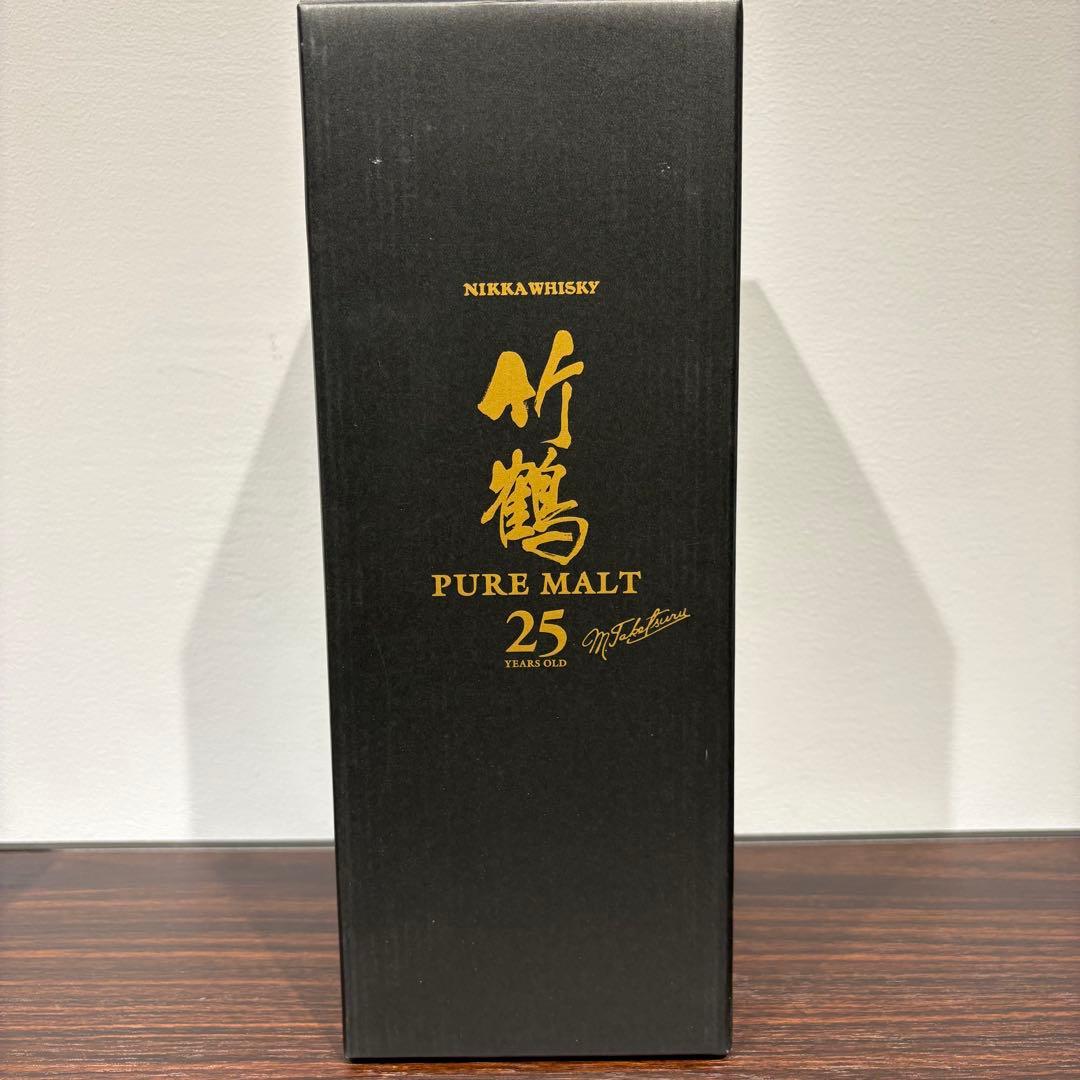 NIKKA WHISKY
竹鶴
PURE MALT
25
YEARS OLD
M. Taketsuru